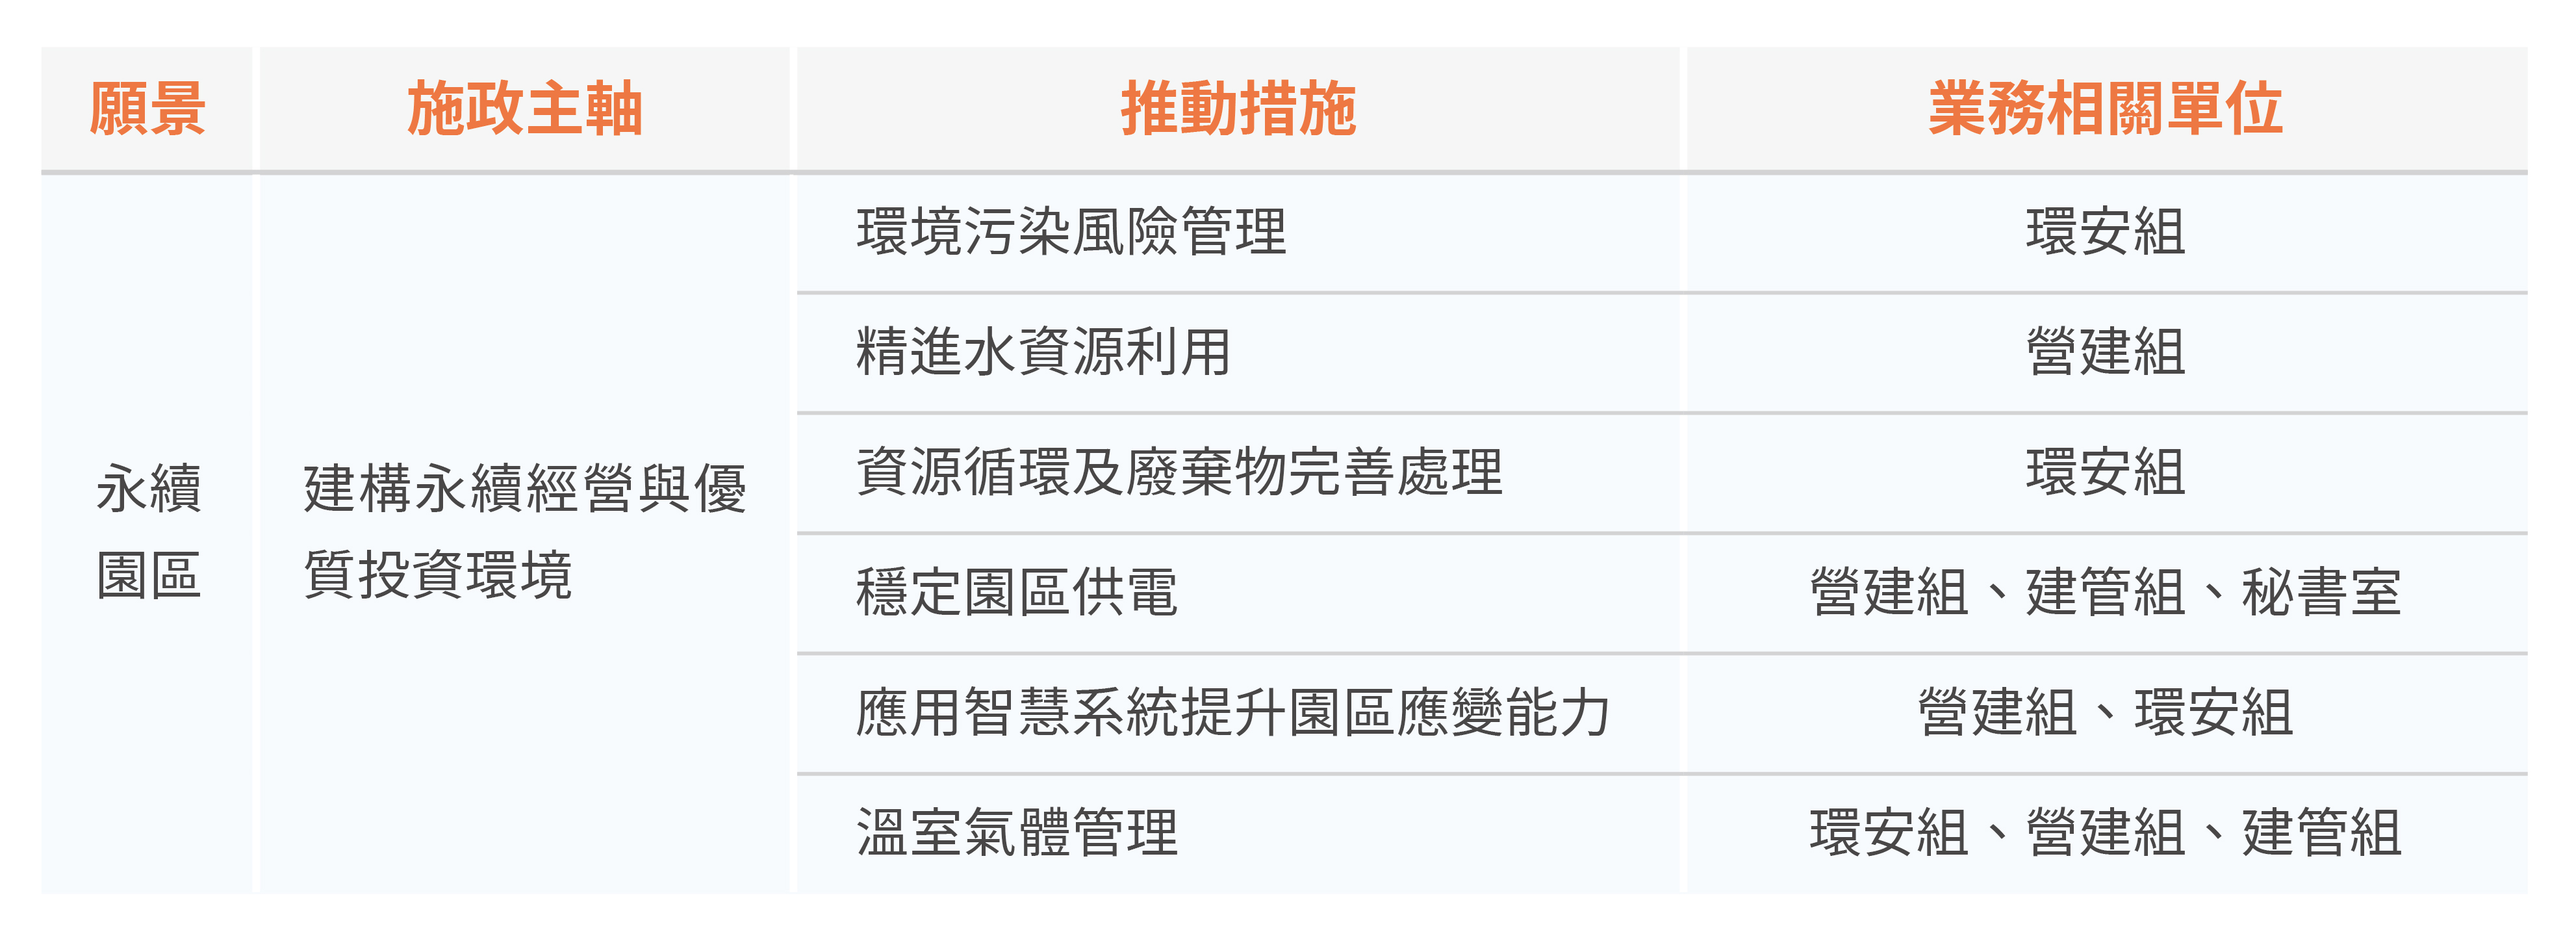 願景 施政主軸 推動措施 業務相關單位
環境污染風險管理 環安組
精進水資源利用 營建組
資源循環及廢棄物完善處理 環安組
永續 建構永續經營與優
園區 質投資環境
穩定園區供電 營建組、建管組、秘書室
應用智慧系統提升園區應變能力 營建組、環安組
溫室氣體管理 環安組、營建組、建管組